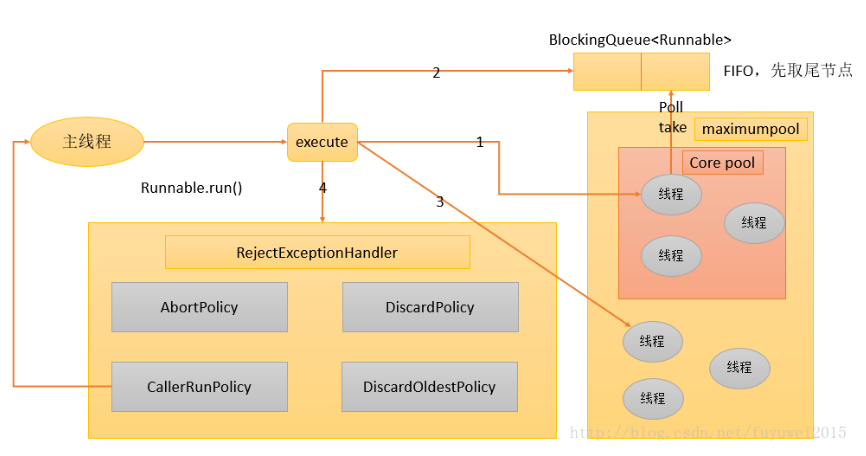 BlockingQueue<Runnable>
2
FIFO，先取尾节点
Poll
take
maximumpool
主线程
execute
1
Core pool
Runnable.run()
4
3
线程
线程
线程
RejectExceptionHandler
AbortPolicy
DiscardPolicy
线程
线程
CallerRunPolicy
DiscardOldestPolicy
线程
http://blog.csdn.net/fuyuwei2015